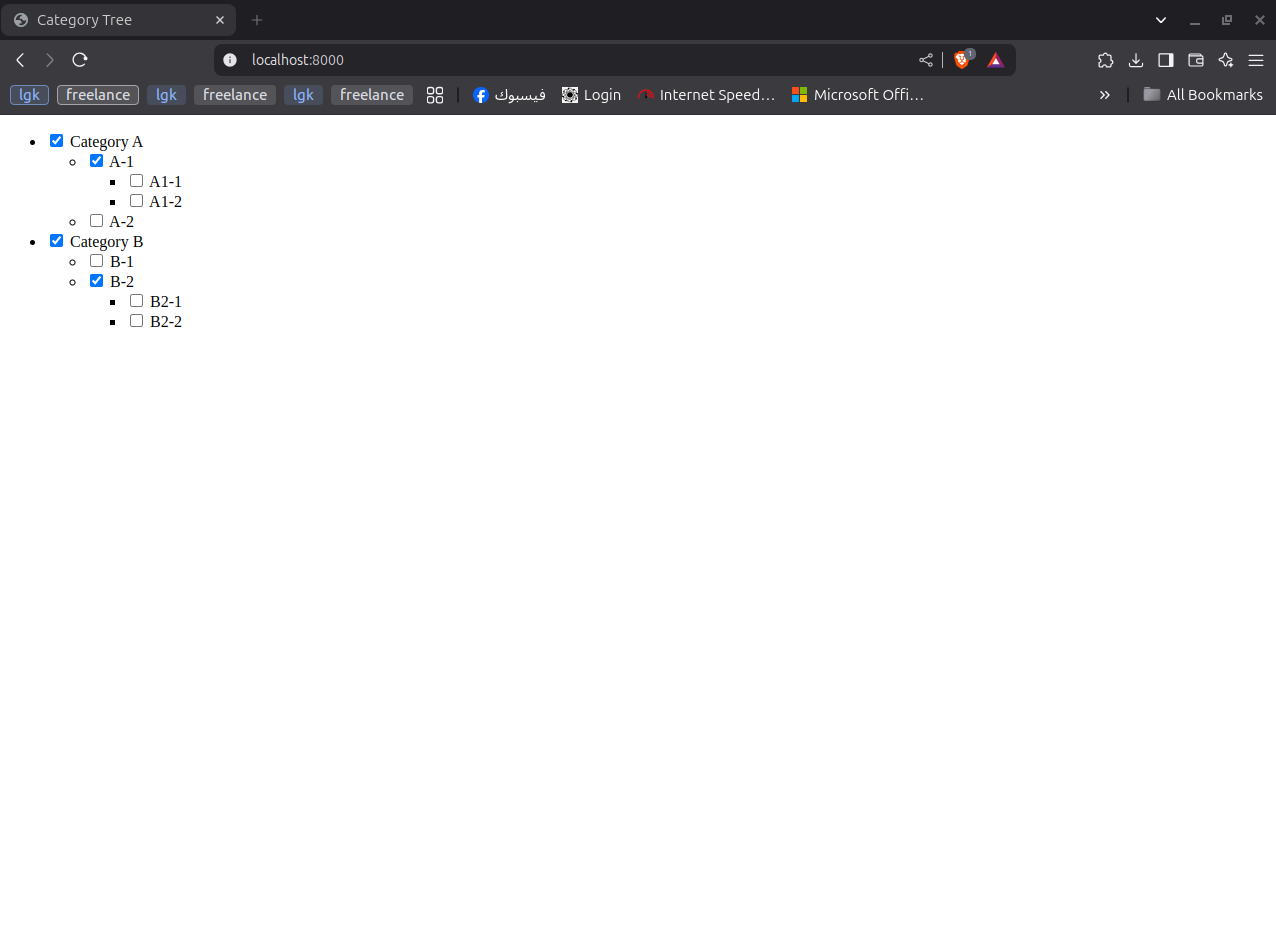 Category Tree
localhost:8000
1
lgk freelance lgk freelance lgk freelance فيسبوك Login Internet Speed... Microsoft Offi... All Bookmarks
Category A
A-1
A1-1
A1-2
A-2
Category B
B-1
B-2
B2-1
B2-2